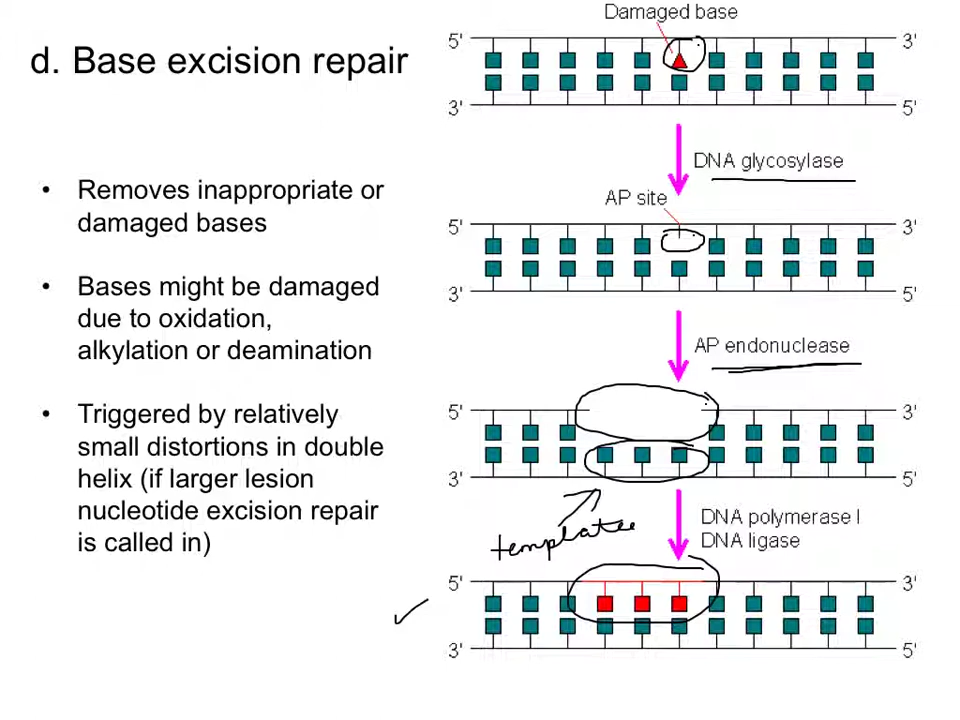 d. Base excision repair
• Removes inappropriate or
damaged bases
• Bases might be damaged
due to oxidation,
alkylation or deamination
• Triggered by relatively
small distortions in double
helix (if larger lesion
nucleotide excision repair
is called in)
Damaged base
5' 3'
3' 5'
DNA glycosylase
AP site
5' 3'
3' 5'
AP endonuclease
5' 3'
3' 5'
template
DNA polymerase I
DNA ligase
5' 3'
3' 5'